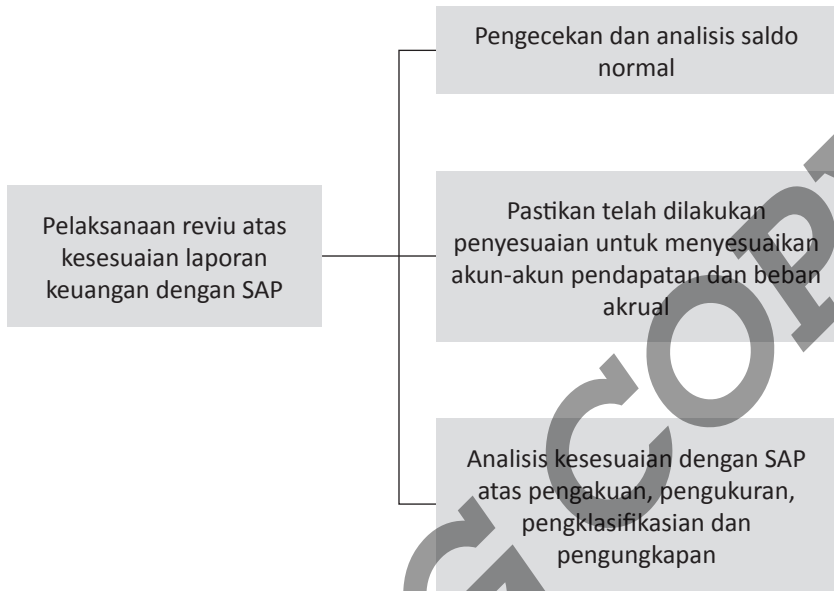 Pengecekan dan analisis saldo
normal
Pelaksanaan reviu atas
kesesuaian laporan
keuangan dengan SAP
Pastikan telah dilakukan
penyesuaian untuk menyesuaikan
akun-akun pendapatan dan beban
akrual
Analisis kesesuaian dengan SAP
atas pengakuan, pengukuran,
pengklasifikasian dan
pengungkapan
G COP